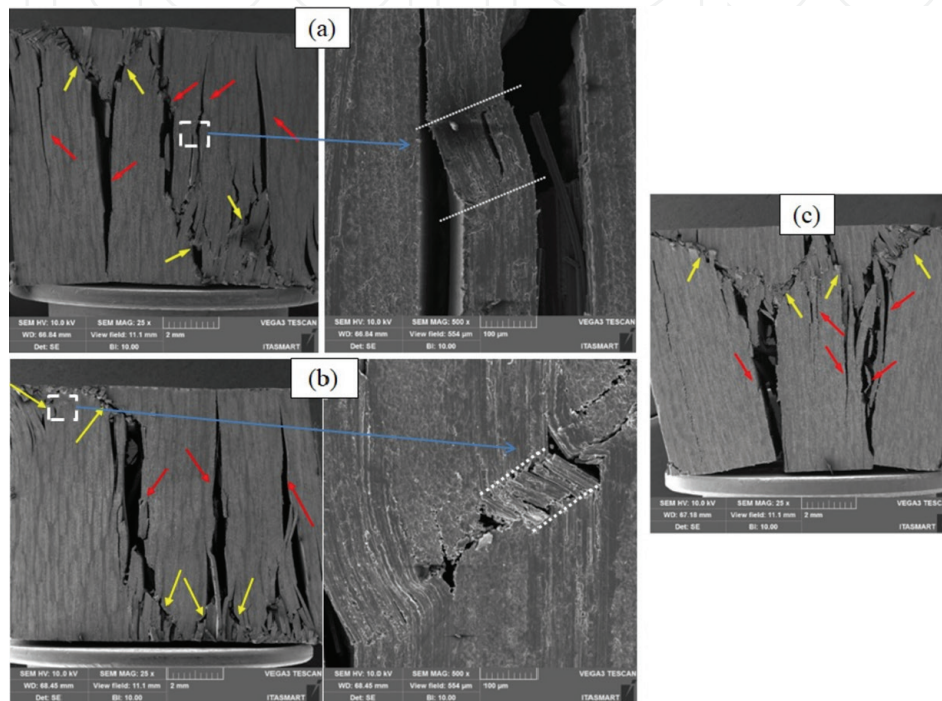 (a)
SEM HV: 10.0 kV SEM MAG: 25 x VEGA3 TESCAN
WD: 66.64 mm View field: 11.1 mm 2 mm
Det: SE BI: 10.00 ITASMART
SEM HV: 10.0 kV SEM MAG: 500 x VEGA3 TESCAN
WD: 66.64 mm View field: 554 µm 100 µm
Det: SE BI: 10.00 ITASMART
(b)
SEM HV: 10.0 kV SEM MAG: 25 x VEGA3 TESCAN
WD: 68.45 mm View field: 11.1 mm 2 mm
Det: SE BI: 10.00 ITASMART
SEM HV: 10.0 kV SEM MAG: 500 x VEGA3 TESCAN
WD: 68.45 mm View field: 554 µm 100 µm
Det: SE BI: 10.00 ITASMART
(c)
SEM HV: 10.0 kV SEM MAG: 25 x VEGA3 TESCAN
WD: 67.18 mm View field: 11.1 mm 2 mm
Det: SE BI: 10.00 ITASMART